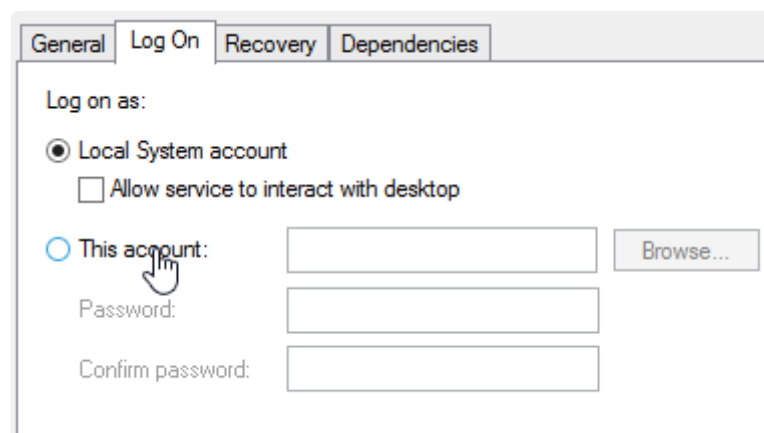 General Log On Recovery Dependencies
Log on as:
Local System account
Allow service to interact with desktop
This account: Browse...
Password:
Confirm password: